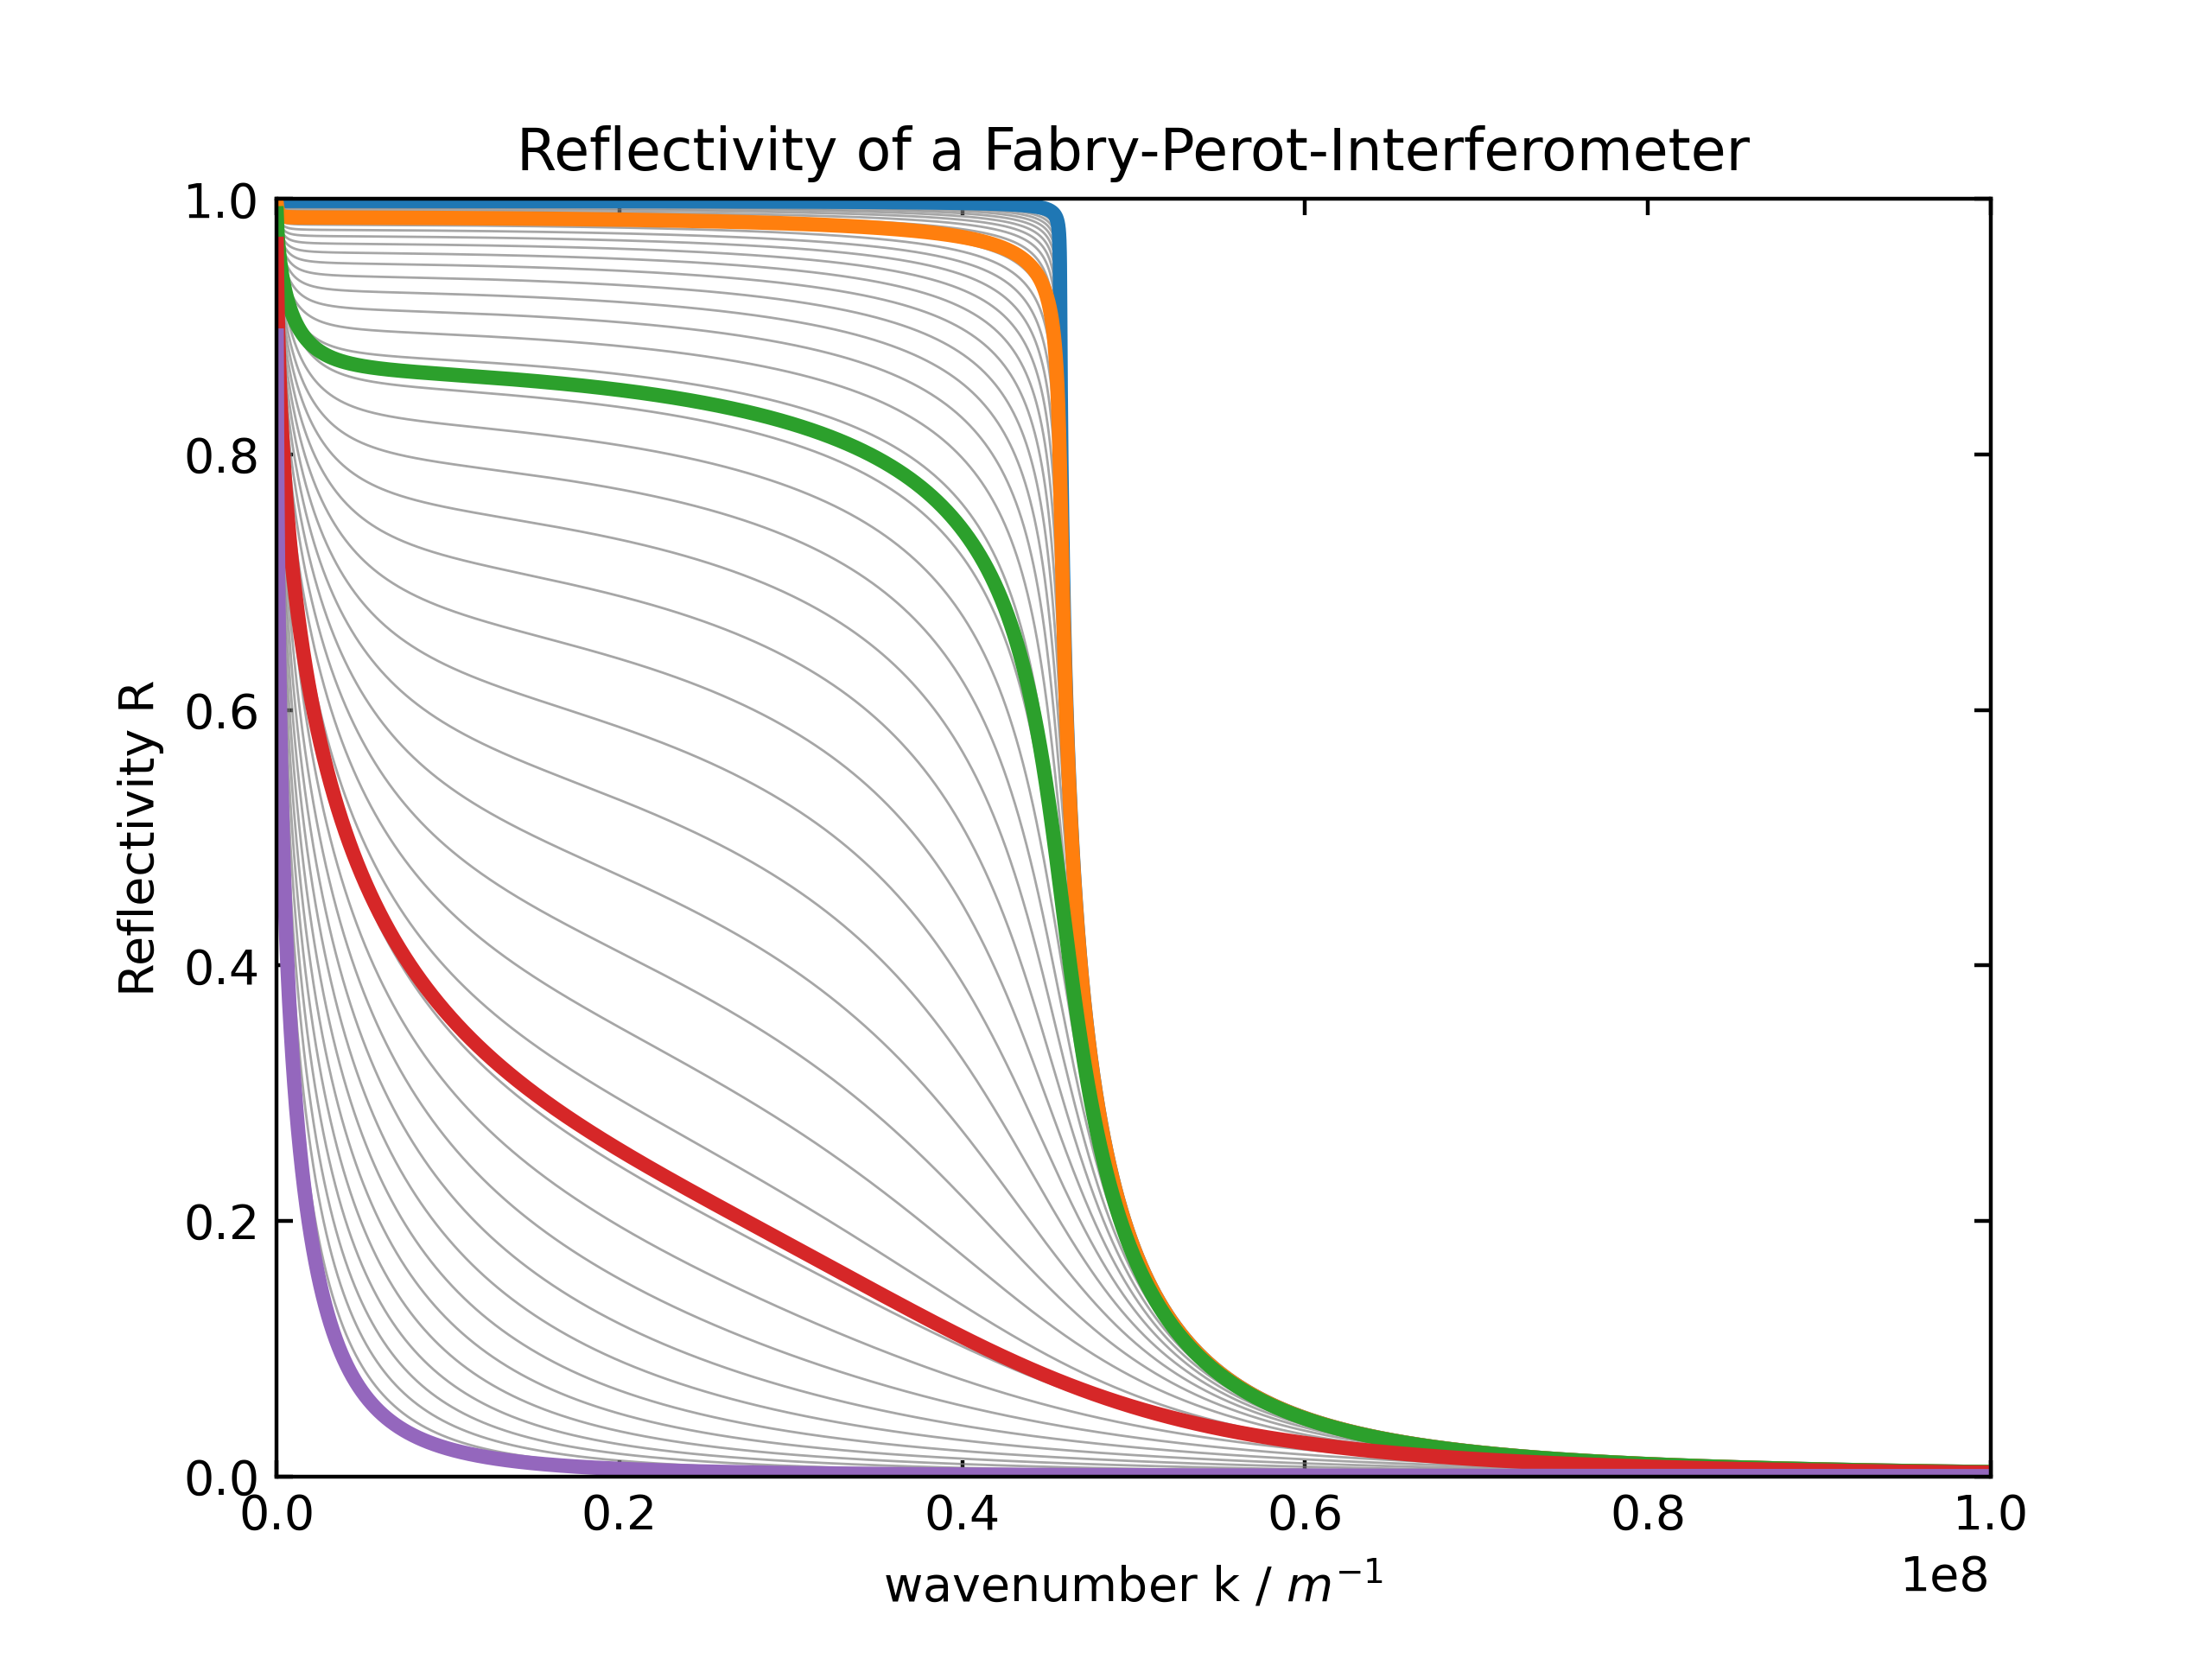 Reflectivity of a Fabry-Perot-Interferometer
1.0
0.8
0.6
0.4
0.2
0.0
Reflectivity R
0.0 0.2 0.4 0.6 0.8 1.0
1e8
wavenumber k / m⁻¹